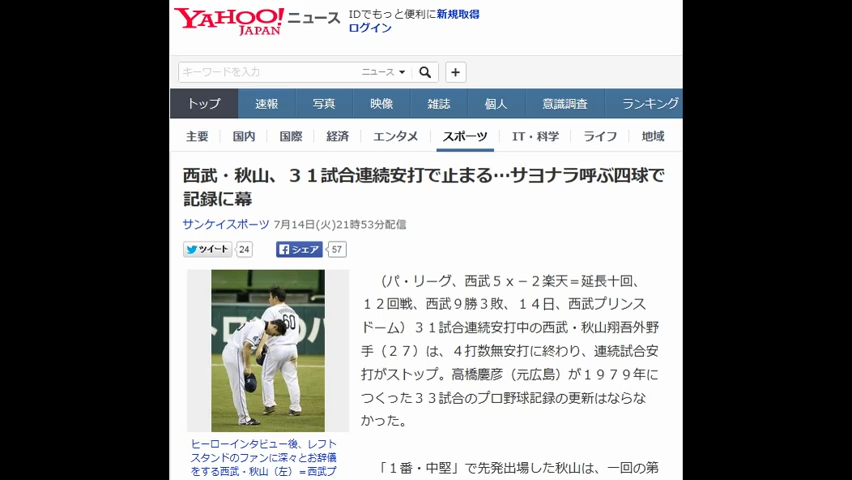 YAHOO! ニュース
JAPAN
IDでもっと便利に新規取得
ログイン
キーワードを入力 ニュース
トップ 速報 写真 映像 雑誌 個人 意識調査 ランキング
主要 国内 国際 経済 エンタメ スポーツ IT・科学 ライフ 地域
西武・秋山、３１試合連続安打で止まる…サヨナラ呼ぶ四球で
記録に幕
サンケイスポーツ 7月14日(火)21時53分配信
ツイート 24 シェア 57
（パ・リーグ、西武５ｘ－２楽天＝延長十回、
１２回戦、西武９勝３敗、１４日、西武プリンス
ドーム）３１試合連続安打中の西武・秋山翔吾外野
手（２７）は、４打数無安打に終わり、連続試合安
打がストップ。高橋慶彦（元広島）が１９７９年に
つくった３３試合のプロ野球記録の更新はならな
かった。
「１番・中堅」で先発出場した秋山は、一回の第
60
ヒーローインタビュー後、レフト
スタンドのファンに深々とお辞儀
をする西武・秋山（左）＝西武プ